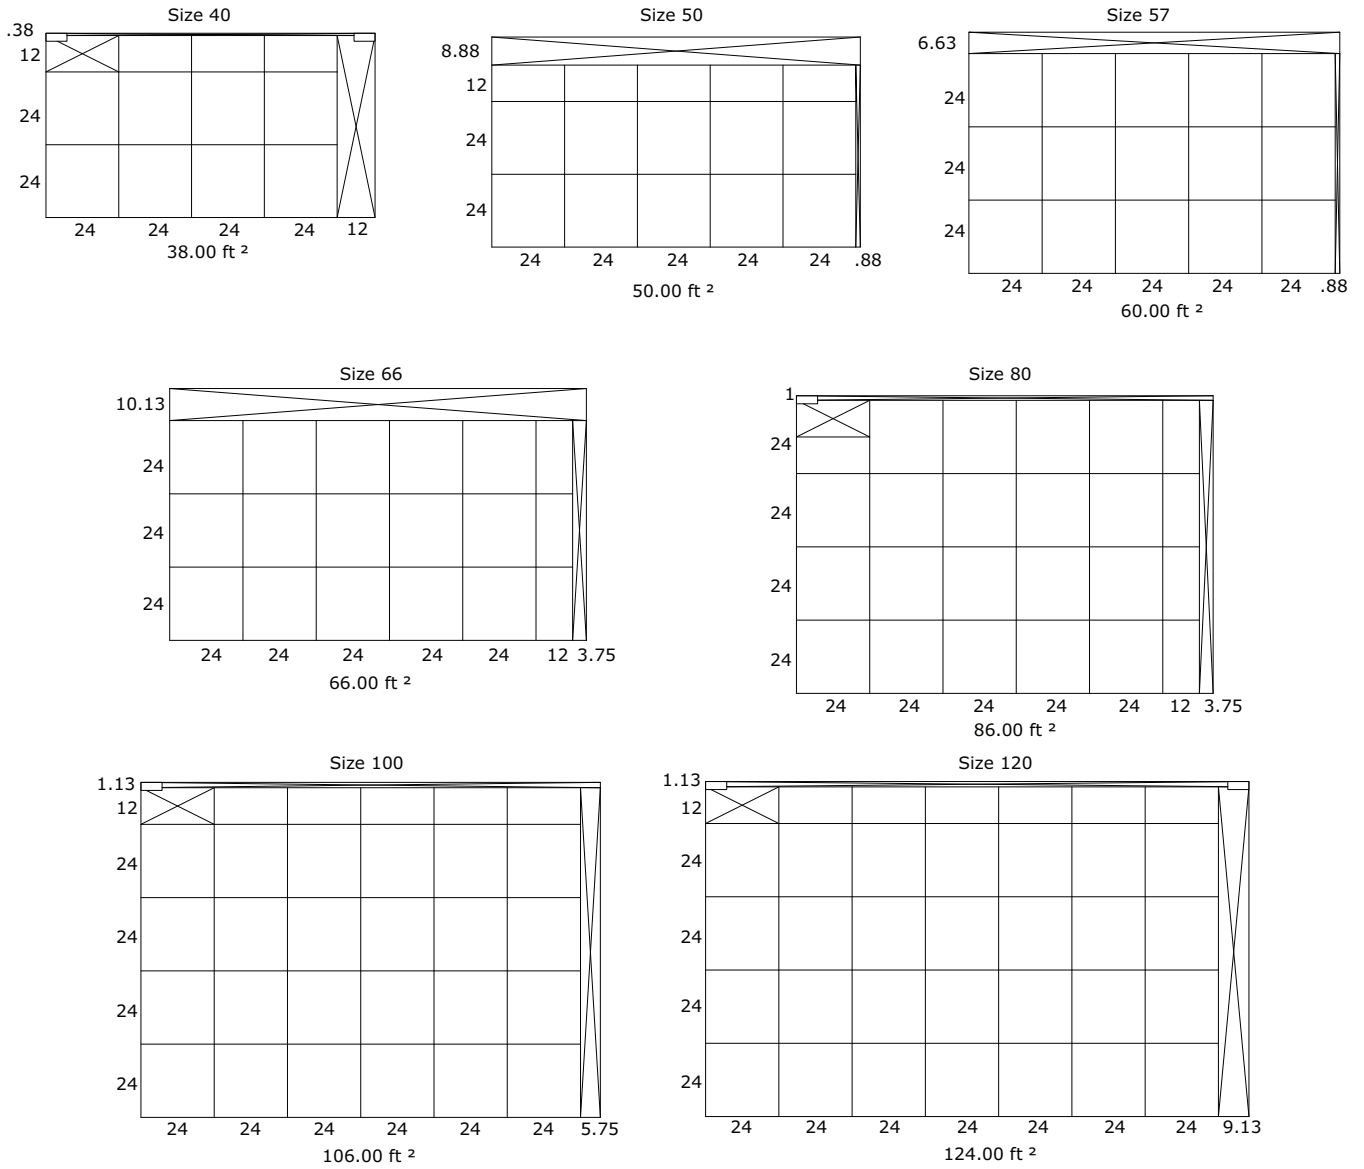 Size 40
.38
12
24
24
24 24 24 24 12
38.00 ft ²
Size 50
8.88
12
24
24
24 24 24 24 24 .88
50.00 ft ²
Size 57
6.63
24
24
24
24 24 24 24 24 .88
60.00 ft ²
Size 66
10.13
24
24
24
24 24 24 24 24 12 3.75
66.00 ft ²
Size 80
1
24
24
24
24
24 24 24 24 24 12 3.75
86.00 ft ²
Size 100
1.13
12
24
24
24
24
24 24 24 24 24 24 5.75
106.00 ft ²
Size 120
1.13
12
24
24
24
24
24 24 24 24 24 24 24 9.13
124.00 ft ²